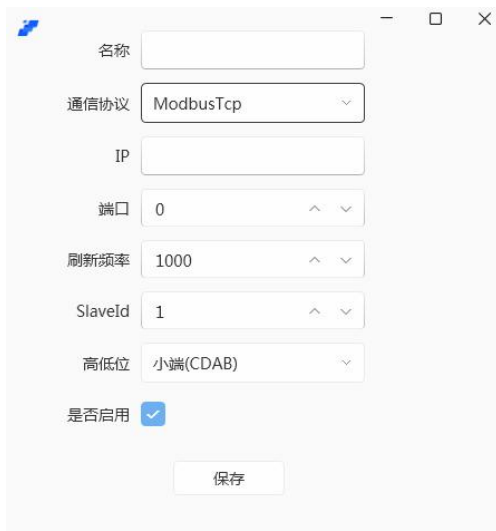 名称
通信协议 ModbusTcp
IP
端口 0
刷新频率 1000
SlaveId 1
高低位 小端(CDAB)
是否启用
保存